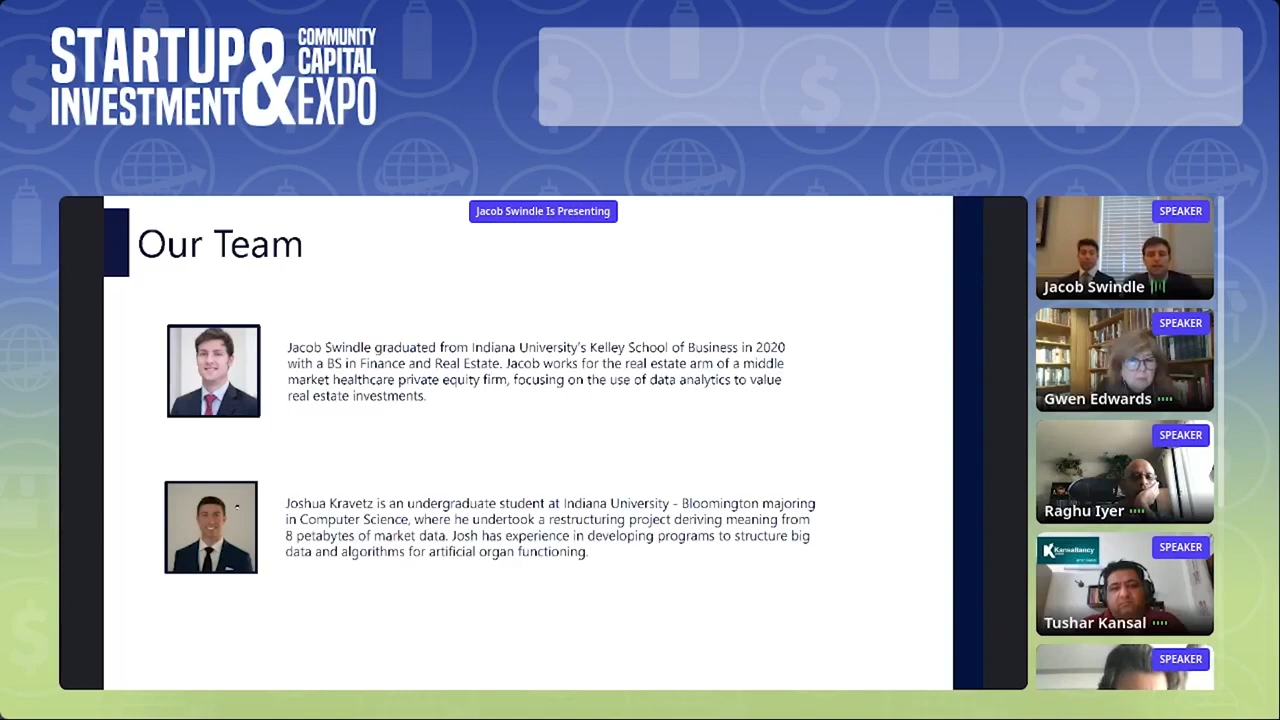 STARTUP & COMMUNITY
CAPITAL
INVESTMENT EXPO
Jacob Swindle Is Presenting
Our Team
Jacob Swindle graduated from Indiana University's Kelley School of Business in 2020
with a BS in Finance and Real Estate. Jacob works for the real estate arm of a middle
market healthcare private equity firm, focusing on the use of data analytics to value
real estate investments.
Joshua Kravetz is an undergraduate student at Indiana University - Bloomington majoring
in Computer Science, where he undertook a restructuring project deriving meaning from
8 petabytes of market data. Josh has experience in developing programs to structure big
data and algorithms for artificial organ functioning.
SPEAKER
Jacob Swindle
SPEAKER
Gwen Edwards
SPEAKER
Raghu Iyer
Kansaltancy
SPEAKER
Tushar Kansal
SPEAKER